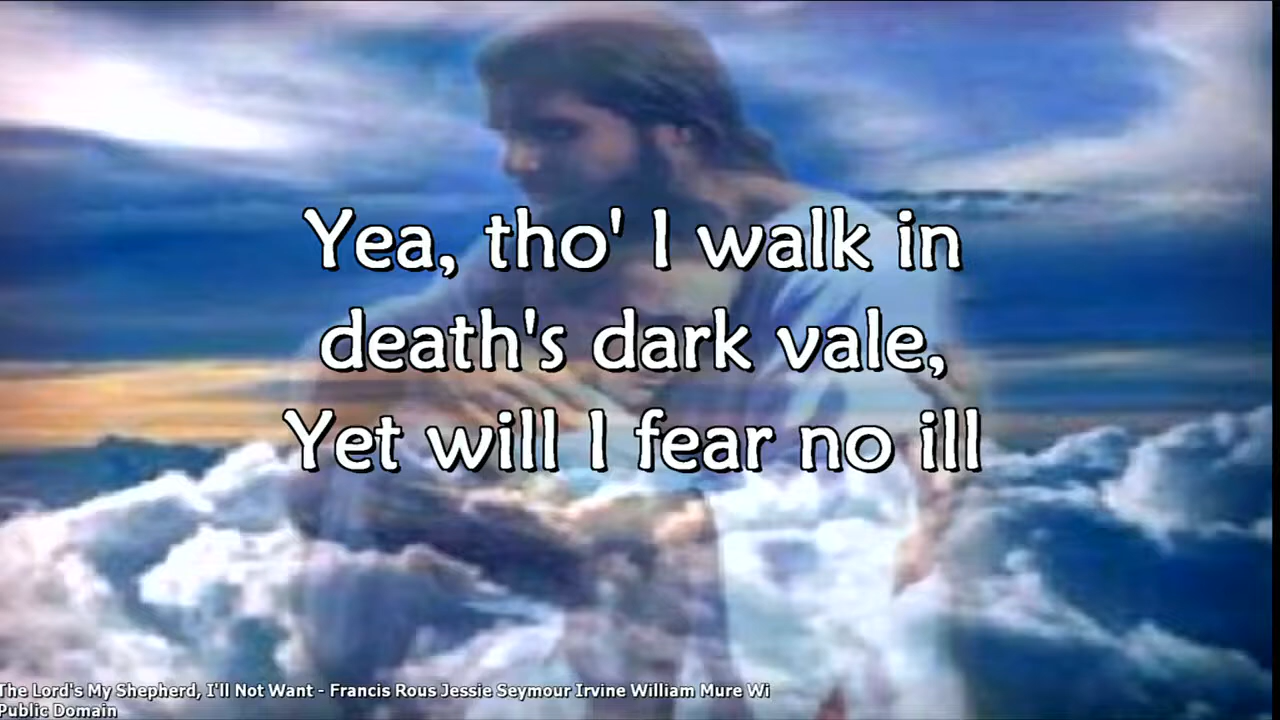 Yea, tho' I walk in
death's dark vale,
Yet will I fear no ill
The Lord's My Shepherd, I'll Not Want - Francis Rous Jessie Seymour Irvine William Mure Wi
Public Domain